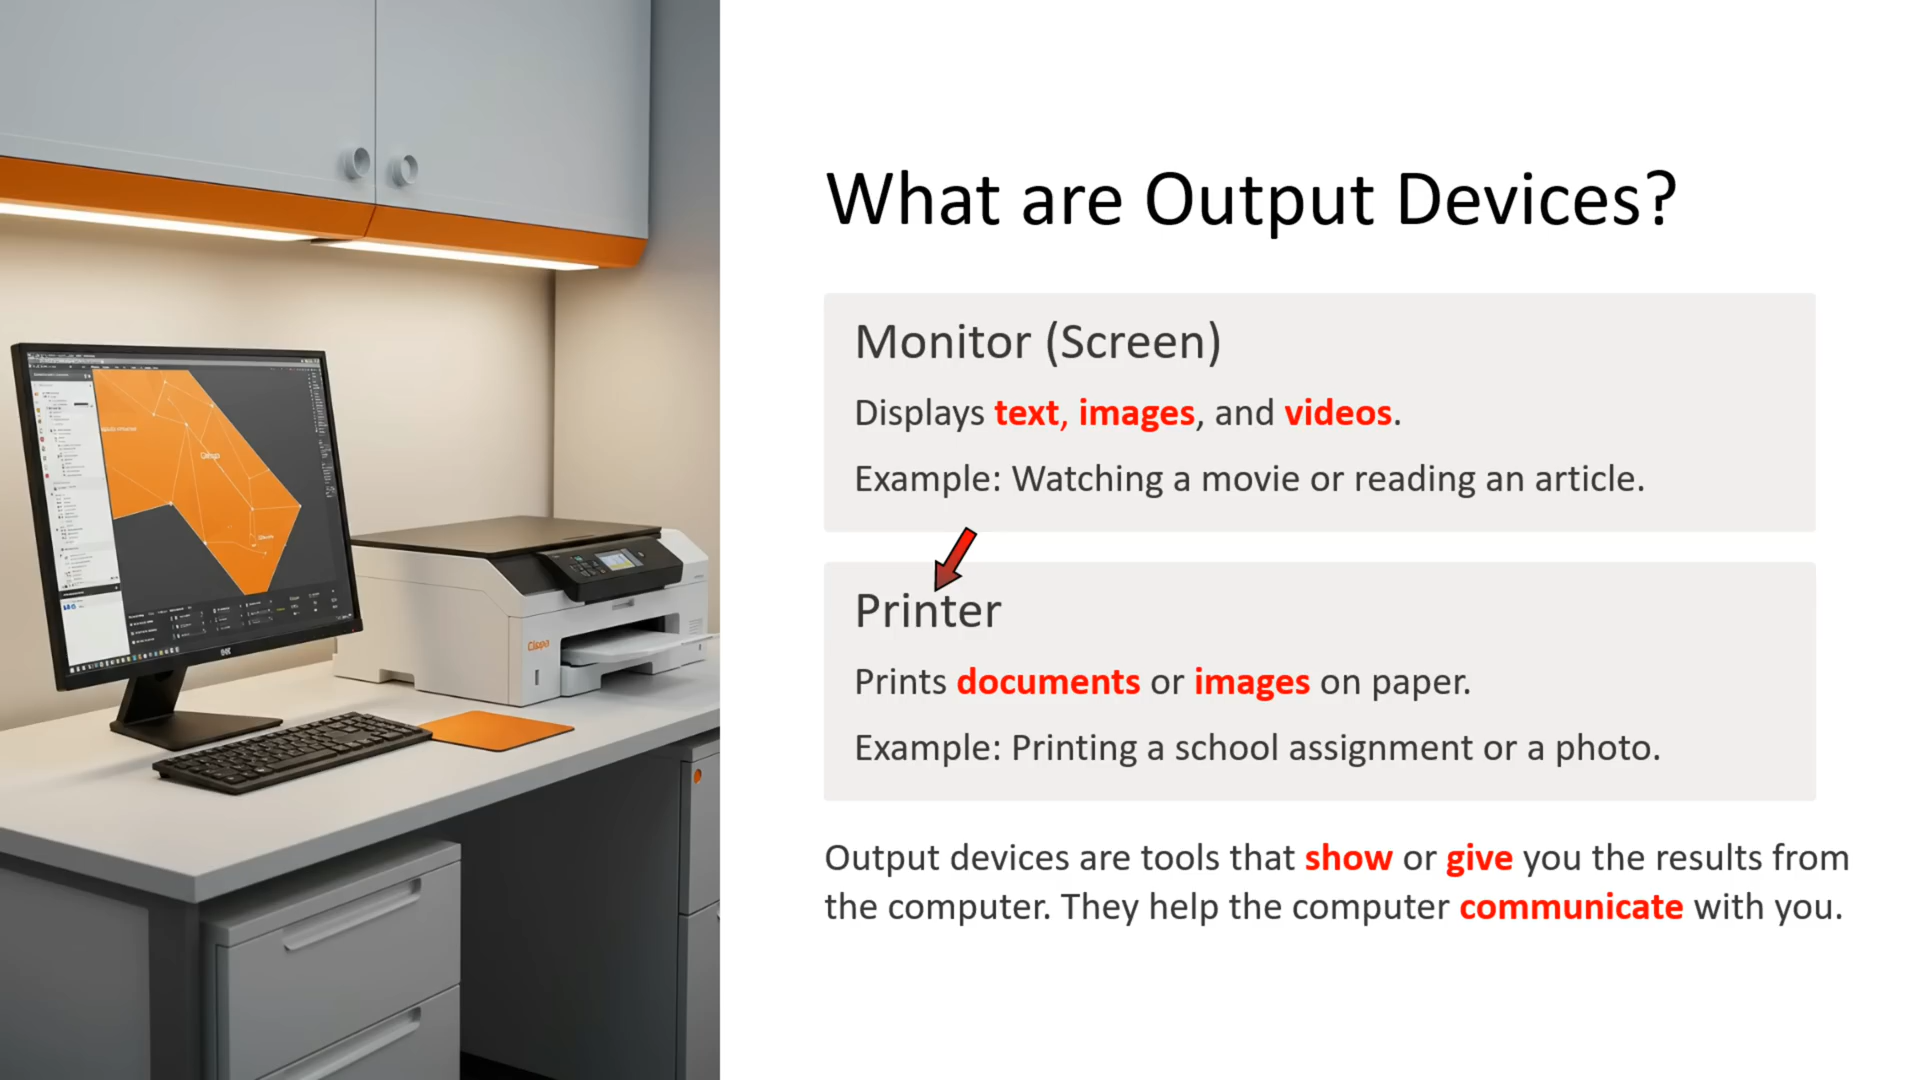 What are Output Devices?
Monitor (Screen)
Displays text, images, and videos.
Example: Watching a movie or reading an article.
Printer
Prints documents or images on paper.
Example: Printing a school assignment or a photo.
Output devices are tools that show or give you the results from
the computer. They help the computer communicate with you.